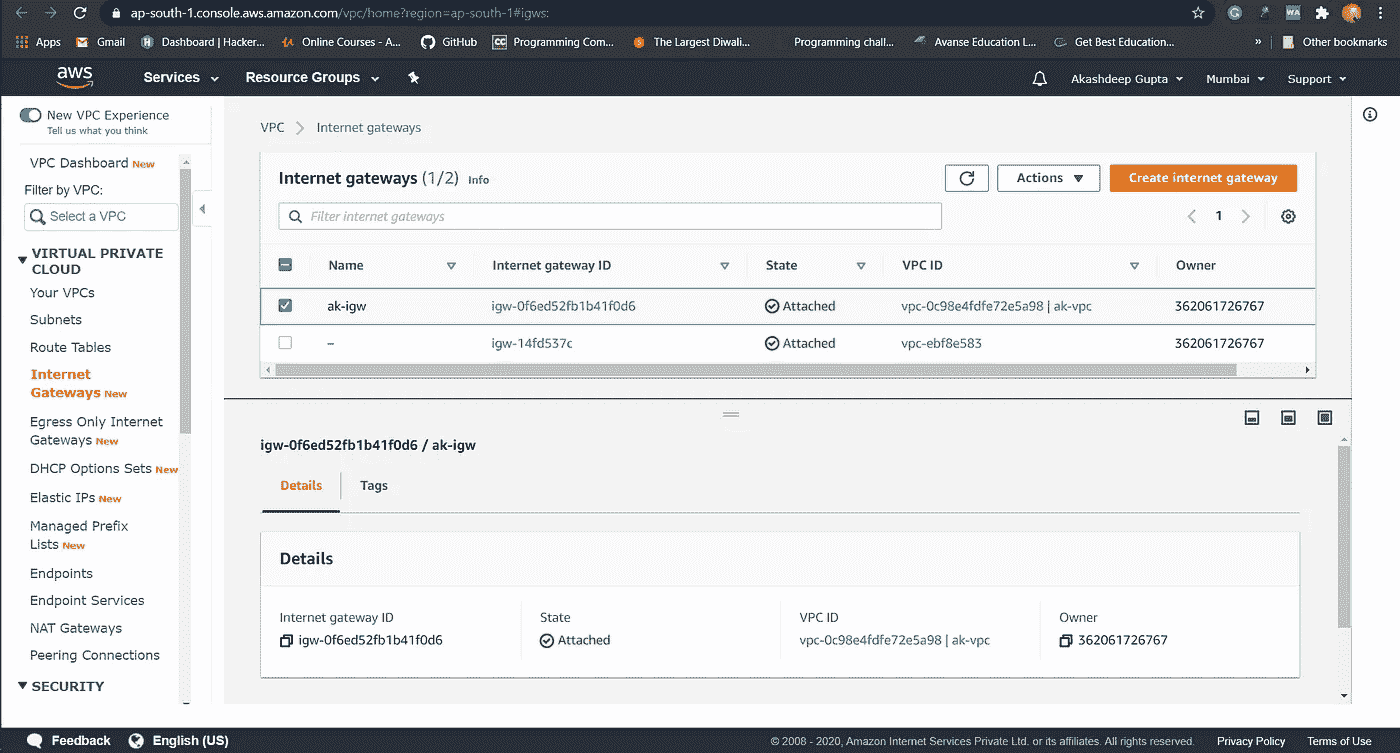 ap-south-1.console.aws.amazon.com/vpc/home?region=ap-south-1#igws:
Apps Gmail Dashboard | Hacker... Online Courses - A... GitHub Programming Com... The Largest Diwali... Programming chall... Avanse Education L... Get Best Education... » Other bookmarks
aws Services Resource Groups Akashdeep Gupta Mumbai Support
New VPC Experience
Tell us what you think
VPC Dashboard New
Filter by VPC:
Select a VPC
VIRTUAL PRIVATE
CLOUD
Your VPCs
Subnets
Route Tables
Internet
Gateways New
Egress Only Internet
Gateways New
DHCP Options Sets New
Elastic IPs New
Managed Prefix
Lists New
Endpoints
Endpoint Services
NAT Gateways
Peering Connections
SECURITY
VPC > Internet gateways
Internet gateways (1/2) Info
Actions Create internet gateway
Filter internet gateways
1
Name Internet gateway ID State VPC ID Owner
ak-igw igw-0f6ed52fb1b41f0d6 Attached vpc-0c98e4fdfe72e5a98 | ak-vpc 362061726767
– igw-14fd537c Attached vpc-ebf8e583 362061726767
igw-0f6ed52fb1b41f0d6 / ak-igw
Details Tags
Details
Internet gateway ID State VPC ID Owner
igw-0f6ed52fb1b41f0d6 Attached vpc-0c98e4fdfe72e5a98 | ak-vpc 362061726767
Feedback English (US) © 2008 - 2020, Amazon Internet Services Private Ltd. or its affiliates. All rights reserved. Privacy Policy Terms of Use